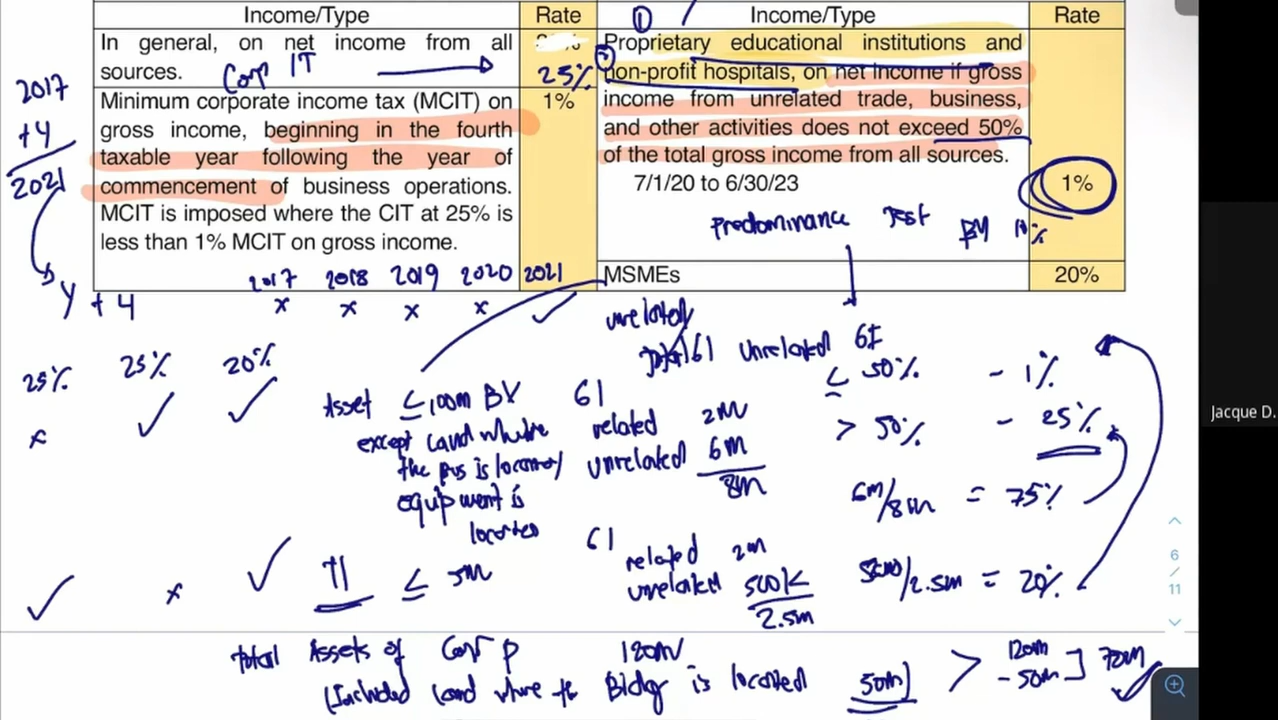 Income/Type Rate
In general, on net income from all
sources. Corp IT 25%
Minimum corporate income tax (MCIT) on 1%
gross income, beginning in the fourth
taxable year following the year of
commencement of business operations.
MCIT is imposed where the CIT at 25% is
less than 1% MCIT on gross income.
① Income/Type Rate
② Proprietary educational institutions and
non-profit hospitals, on net income if gross
income from unrelated trade, business,
and other activities does not exceed 50%
of the total gross income from all sources.
7/1/20 to 6/30/23 1%
Predominance Test
MSMEs 20%
2017
+4
2021
Y + 4
2017 2018 2019 2020 2021
x x x x ✓
25% 25% 20%
x ✓ ✓
Asset ≤ 100m BV
except land where
the bus is located/
equipment is
located
✓ x ✓ TI ≤ 5M
unrelated
unrelated GI
≤ 50% - 1%
> 50% - 25%
GI
related 2M
unrelated 6M
8M
6M/8M = 75%
GI
related 2M
unrelated 500K
2.5M
500/2.5M = 20%
Total Assets of Corp 120M
(Included land where the Bldg is located 50M)
> 120M
- 50M ] 70M ✓
Jacque D.
6
/
11